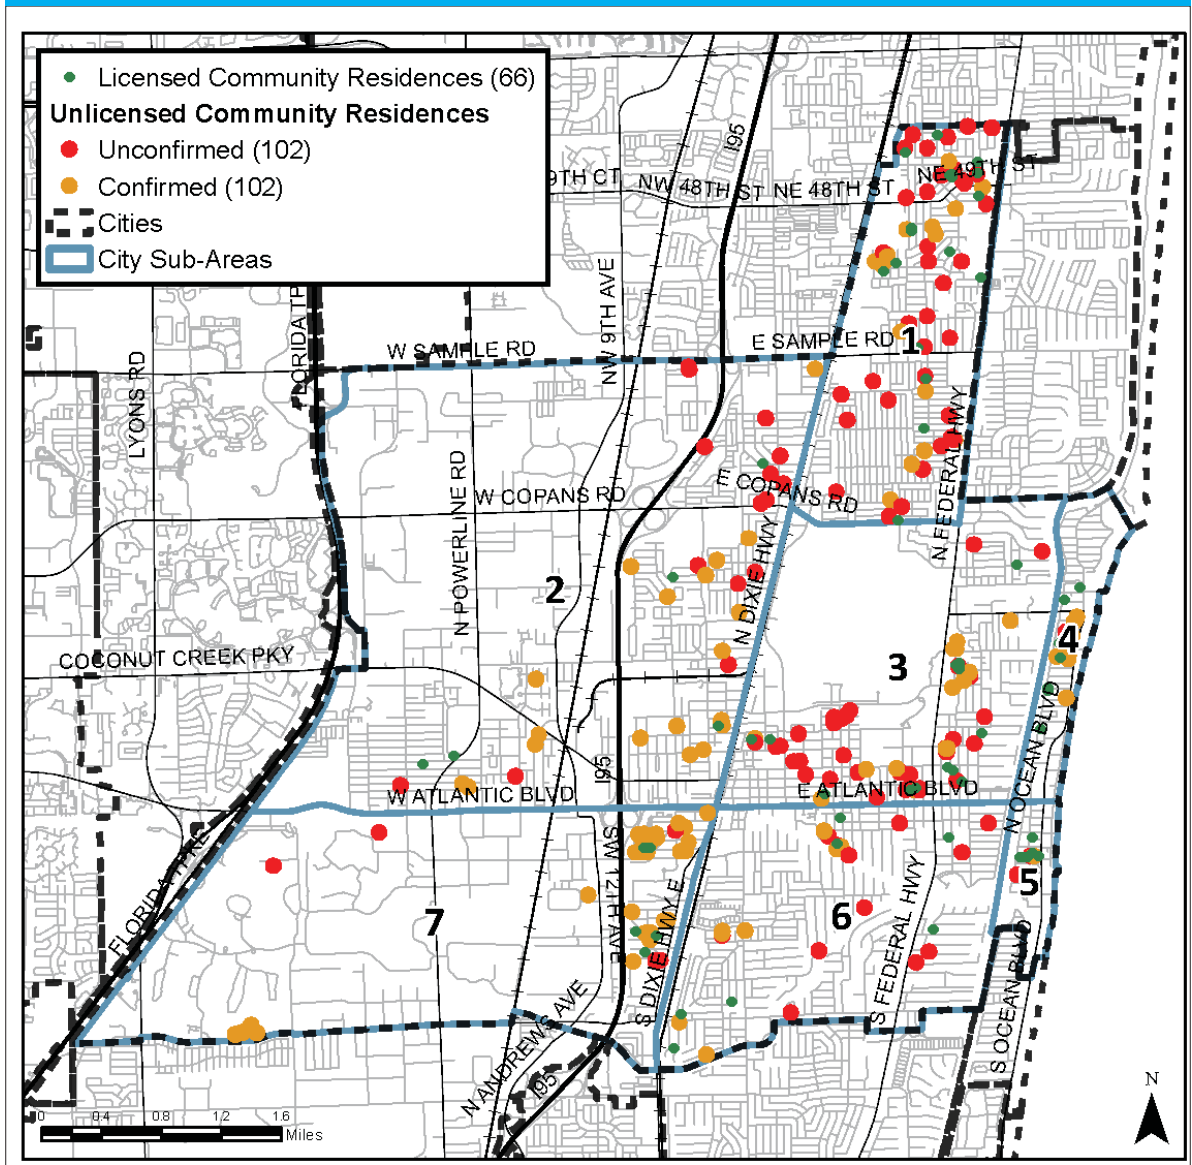 Licensed Community Residences (66)
Unlicensed Community Residences
Unconfirmed (102)
Confirmed (102)
Cities
City Sub-Areas
I95
9TH CT
NW 48TH ST
NE 48TH ST
NE 49TH ST
NW 9TH AVE
W SAMPLE RD
E SAMPLE RD
1
LYONS RD
N POWERLINE RD
W COPANS RD
E COPANS RD
N FEDERAL HWY
N DIXIE HWY
2
3
4
COCONUT CREEK PKY
N OCEAN BLVD
I95
W ATLANTIC BLVD
E ATLANTIC BLVD
SW 12TH AVE
FLORIDA TPKE
S DIXIE HWY E
S FEDERAL HWY
5
6
7
S OCEAN BLVD
N ANDREWS AVE
I95
N
0 0.4 0.8 1.2 1.6
Miles